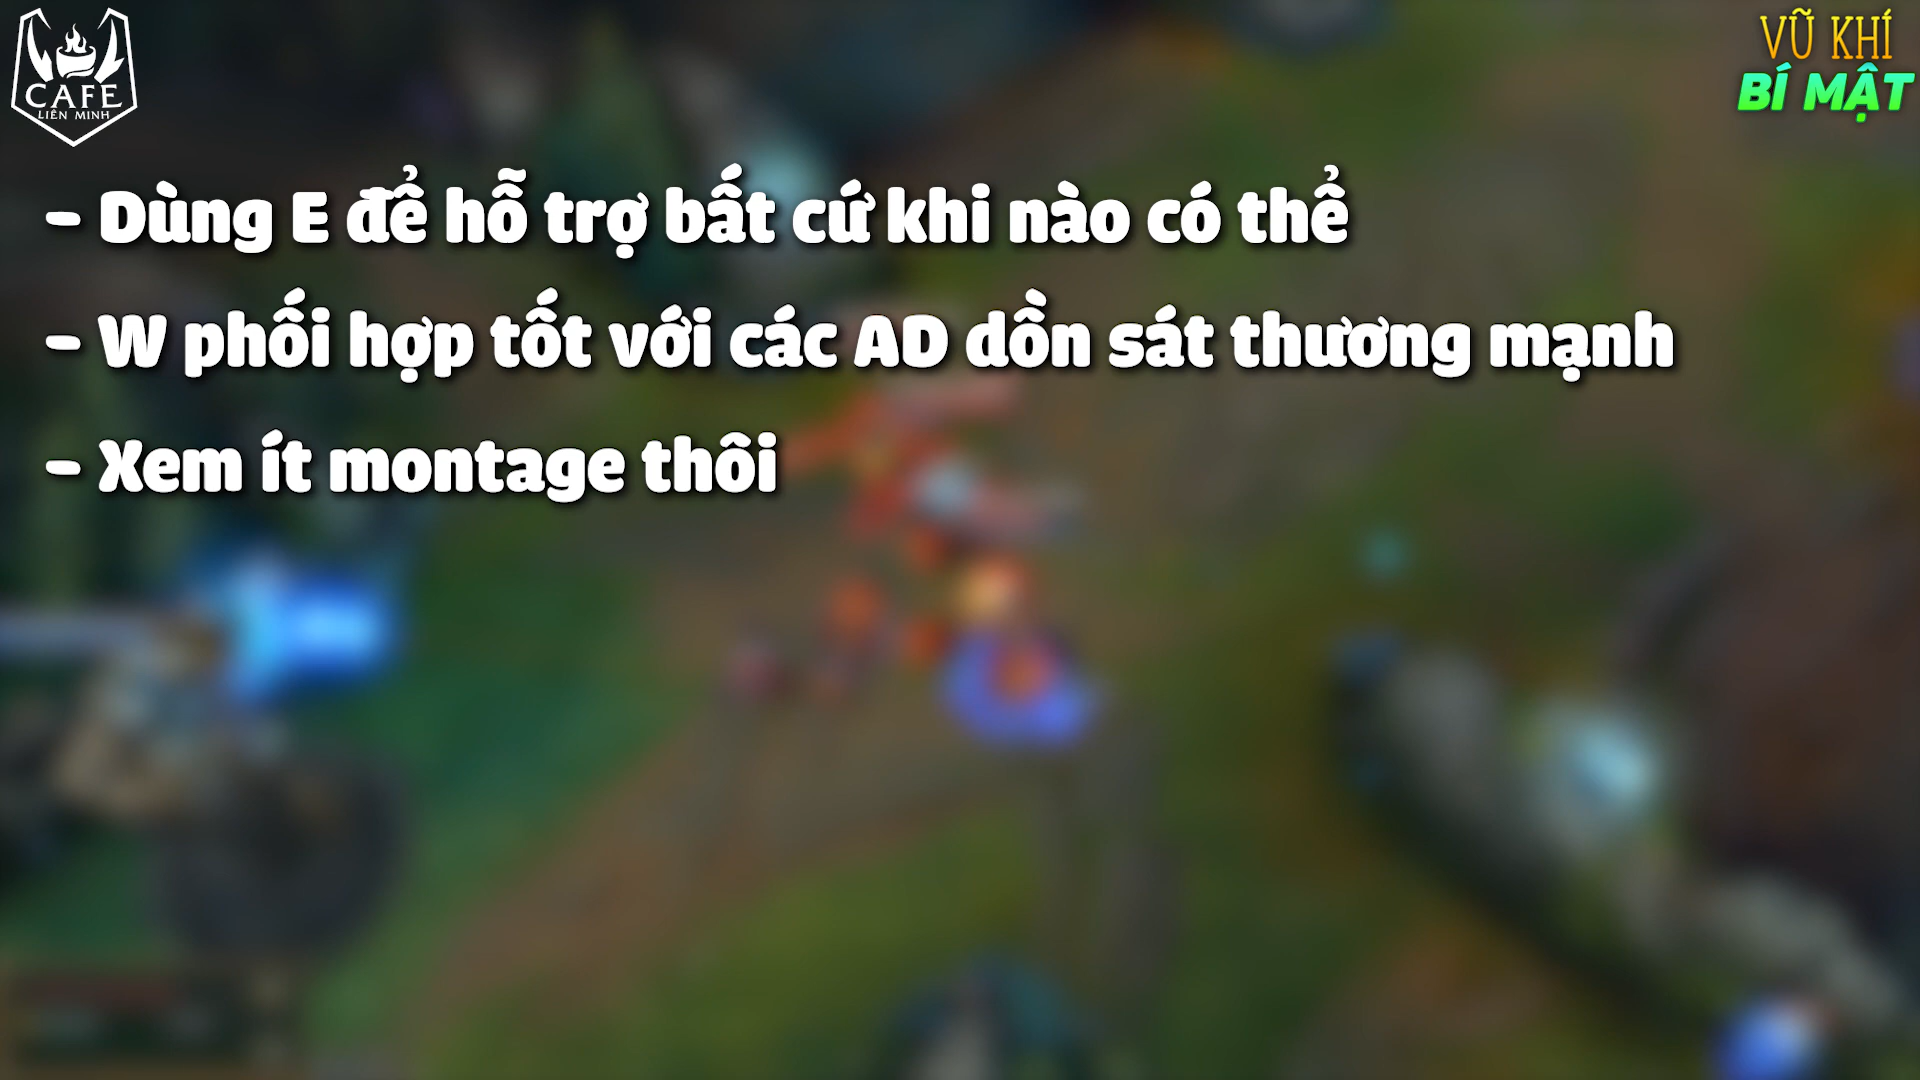 CAFE
LIÊN MINH
VŨ KHÍ
BÍ MẬT
- Dùng E để hỗ trợ bất cứ khi nào có thể
- W phối hợp tốt với các AD dồn sát thương mạnh
- Xem ít montage thôi